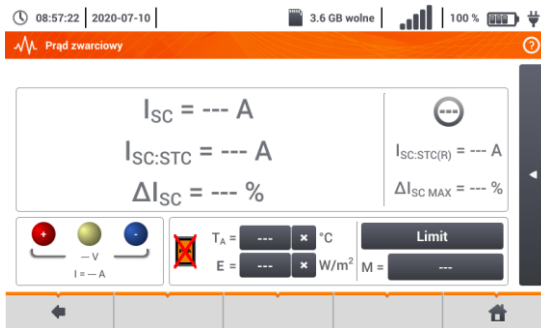 08:57:22 2020-07-10 3.6 GB wolne 100 %
Prąd zwarciowy ?
ISC = --- A
ISC:STC = --- A
ΔISC = --- %
---
ISC:STC(R) = --- A
ΔISC MAX = --- %
+ -
--- V
I = --- A
TA = --- × °C
E = --- × W/m²
Limit
M = ---